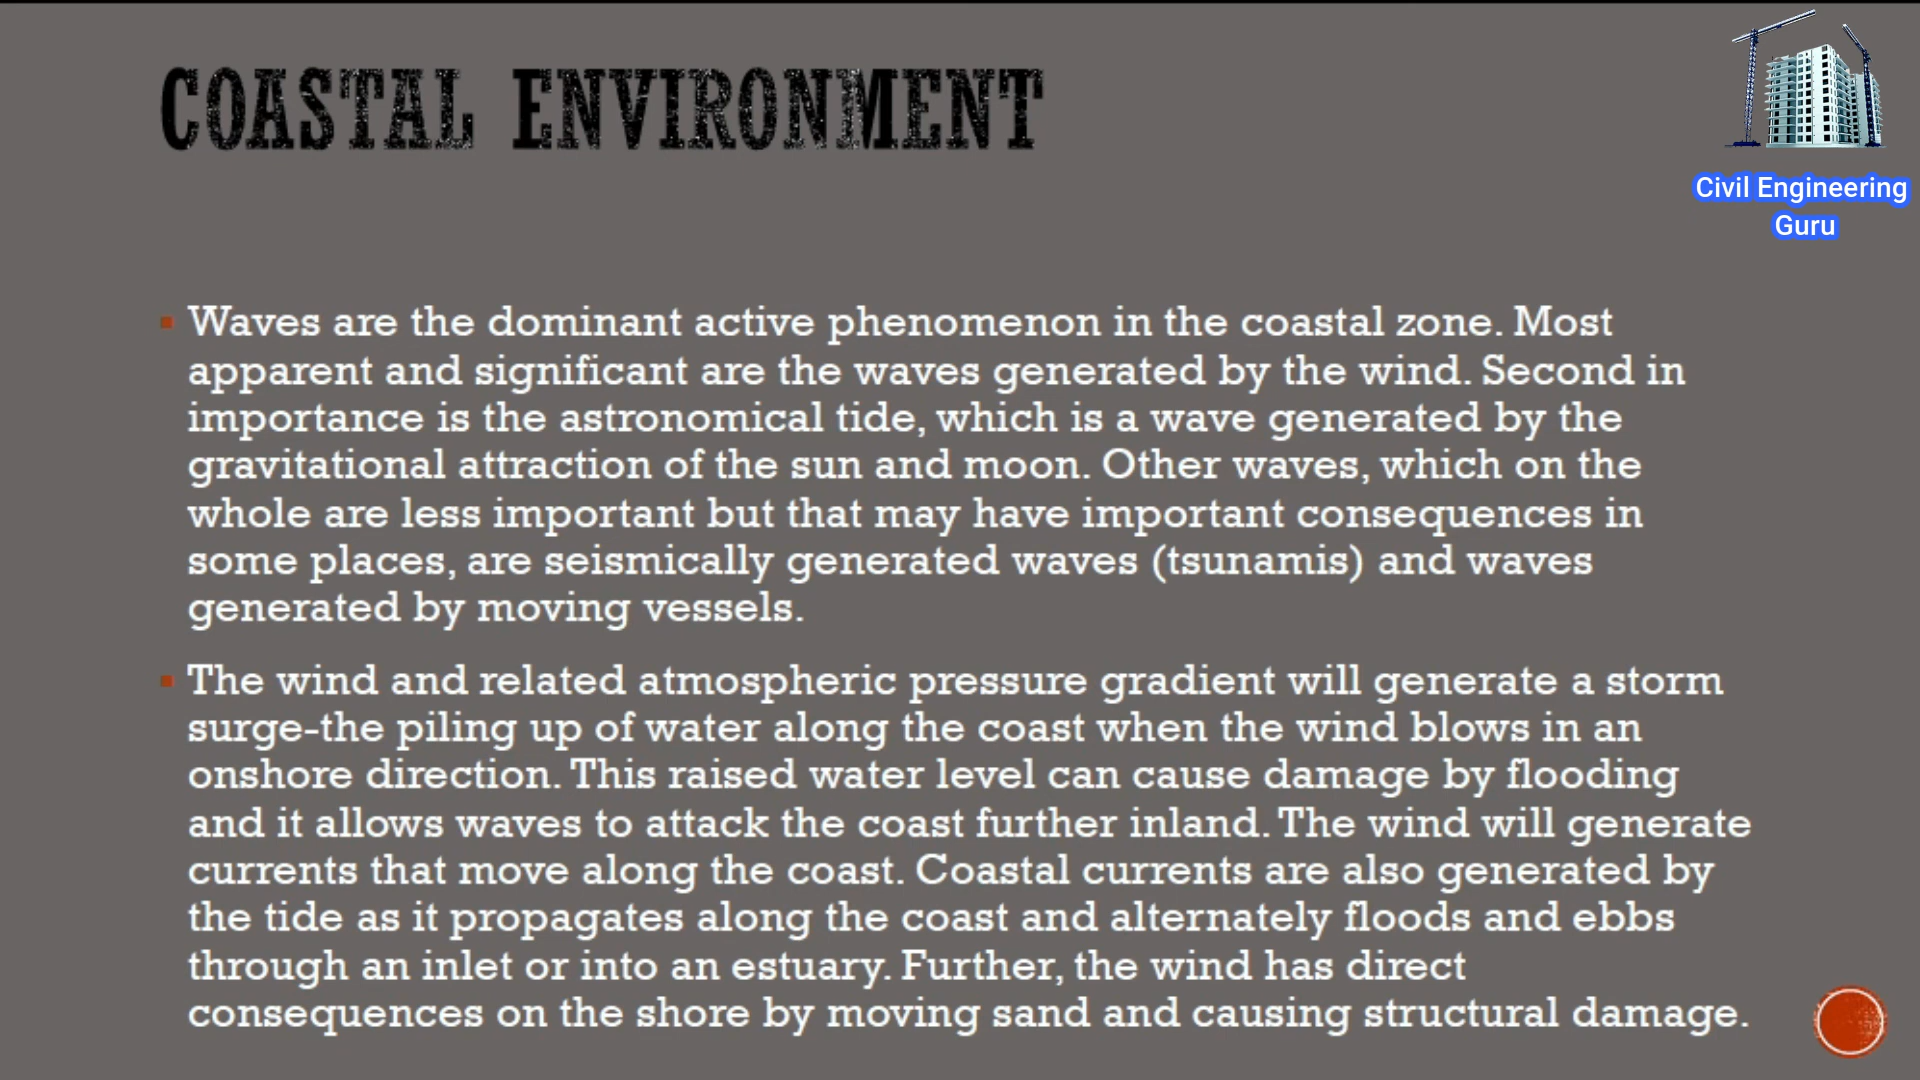 COASTAL ENVIRONMENT
Civil Engineering
Guru
Waves are the dominant active phenomenon in the coastal zone. Most
apparent and significant are the waves generated by the wind. Second in
importance is the astronomical tide, which is a wave generated by the
gravitational attraction of the sun and moon. Other waves, which on the
whole are less important but that may have important consequences in
some places, are seismically generated waves (tsunamis) and waves
generated by moving vessels.
The wind and related atmospheric pressure gradient will generate a storm
surge-the piling up of water along the coast when the wind blows in an
onshore direction. This raised water level can cause damage by flooding
and it allows waves to attack the coast further inland. The wind will generate
currents that move along the coast. Coastal currents are also generated by
the tide as it propagates along the coast and alternately floods and ebbs
through an inlet or into an estuary. Further, the wind has direct
consequences on the shore by moving sand and causing structural damage.